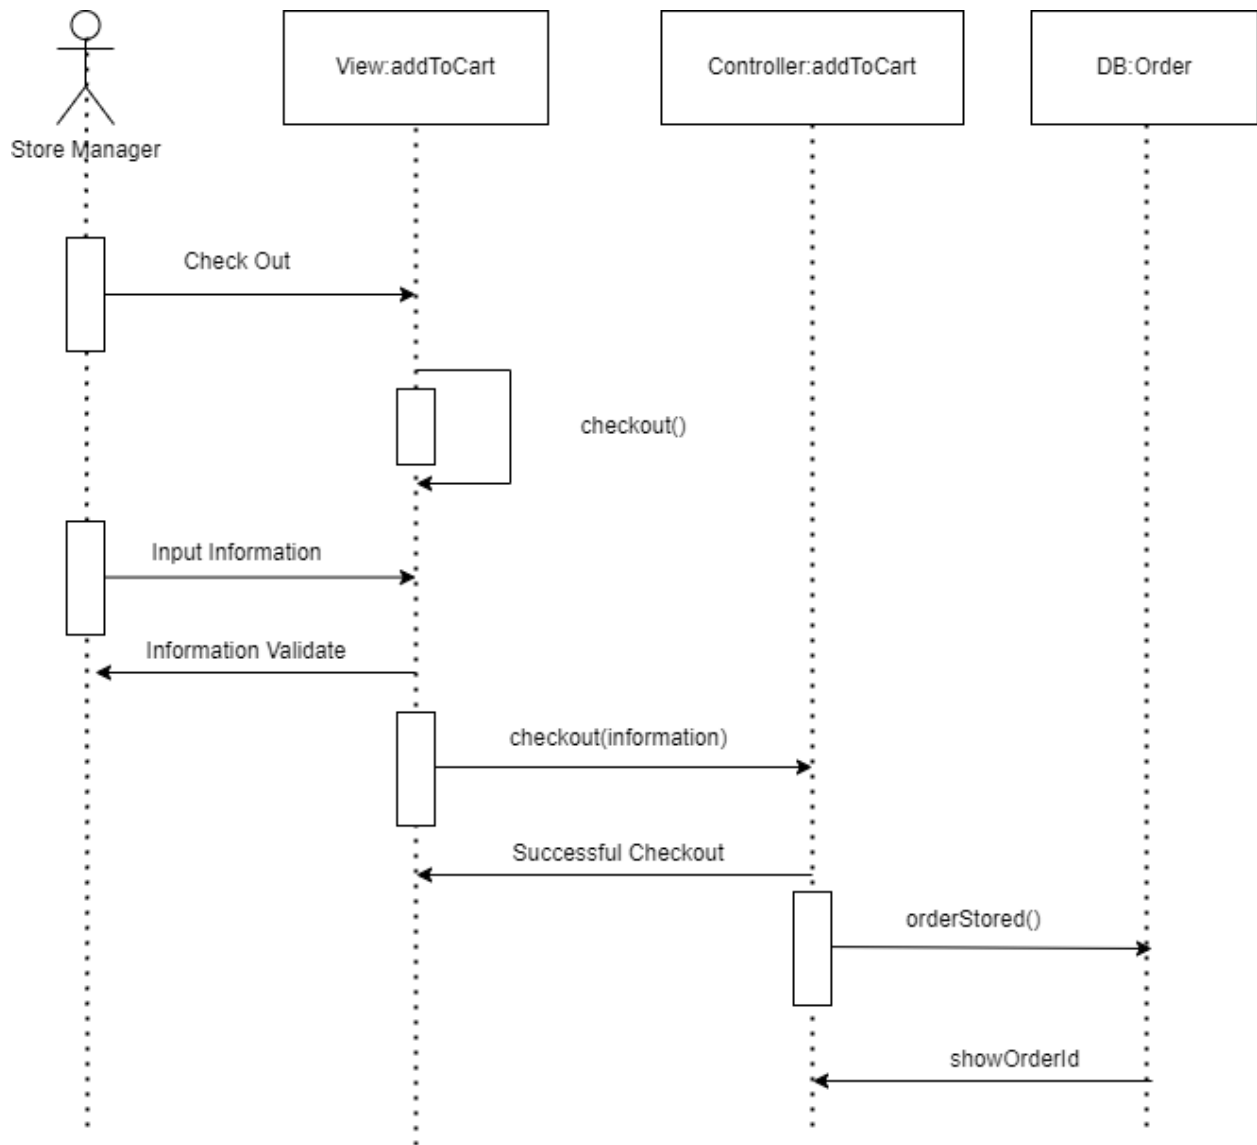 View:addToCart
Controller:addToCart
DB:Order
Store Manager
Check Out
checkout()
Input Information
Information Validate
checkout(information)
Successful Checkout
orderStored()
showOrderId